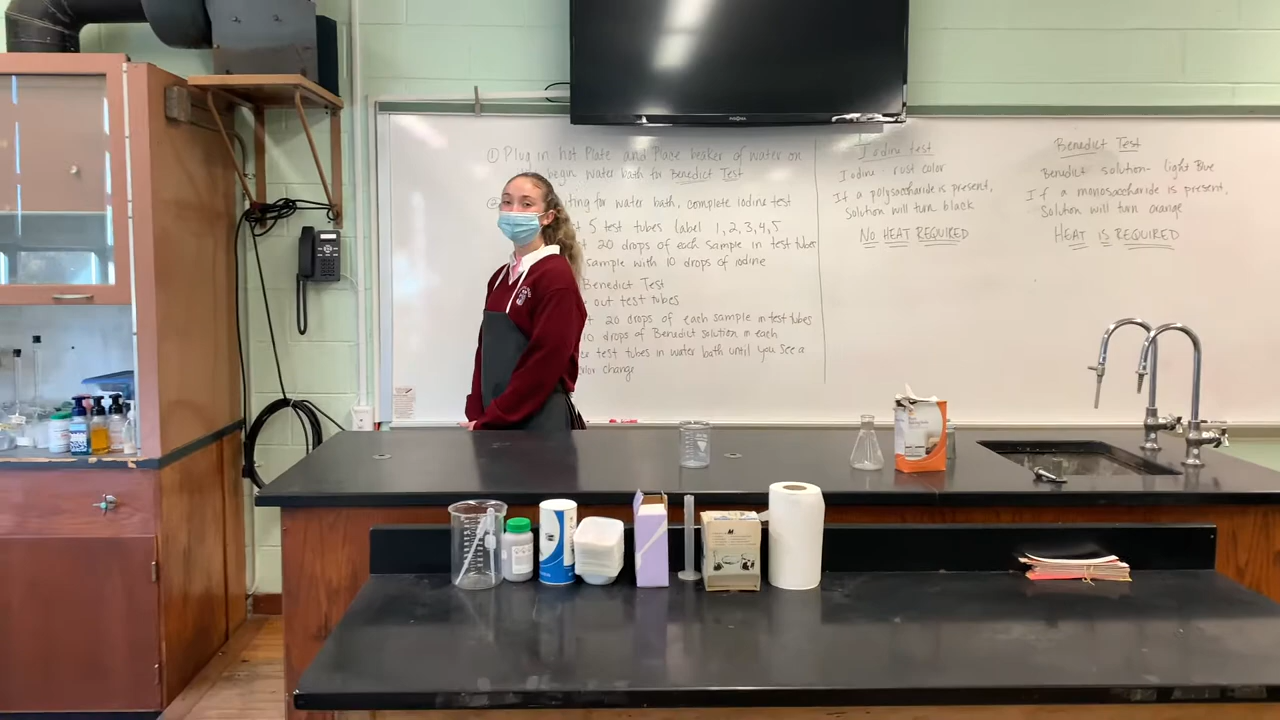 INSIGNIA
① Plug in hot Plate and Place beaker of water on
begin water bath for Benedict Test
waiting for water bath, complete iodine test
5 test tubes label 1, 2, 3, 4, 5
20 drops of each sample in test tubes
sample with 10 drops of iodine
Benedict Test
out test tubes
20 drops of each sample in test tubes
10 drops of Benedict solution in each
test tubes in water bath until you see a
color change
Iodine test
Iodine - rust color
If a polysaccharide is present,
Solution will turn black
NO HEAT REQUIRED
Benedict Test
Benedict solution - light Blue
If a monosaccharide is present,
Solution will turn orange
HEAT IS REQUIRED